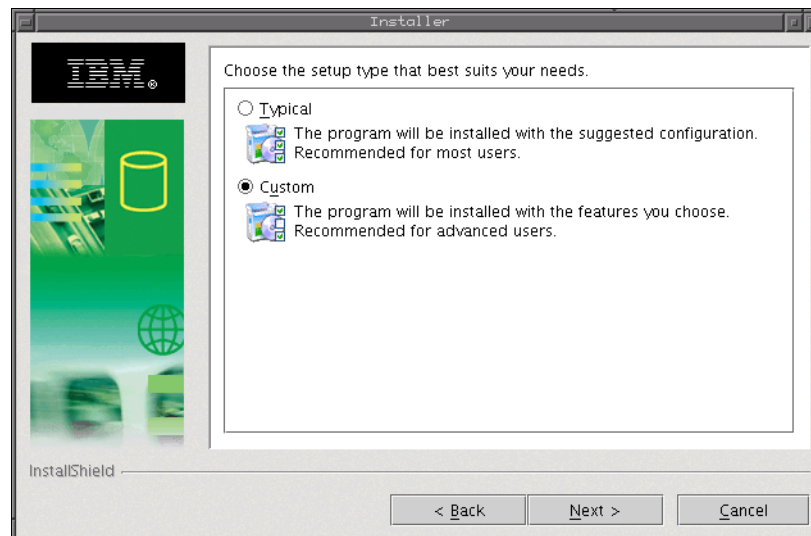 Installer
IBM®
Choose the setup type that best suits your needs.
Typical
The program will be installed with the suggested configuration.
Recommended for most users.
Custom
The program will be installed with the features you choose.
Recommended for advanced users.
InstallShield
< Back
Next >
Cancel